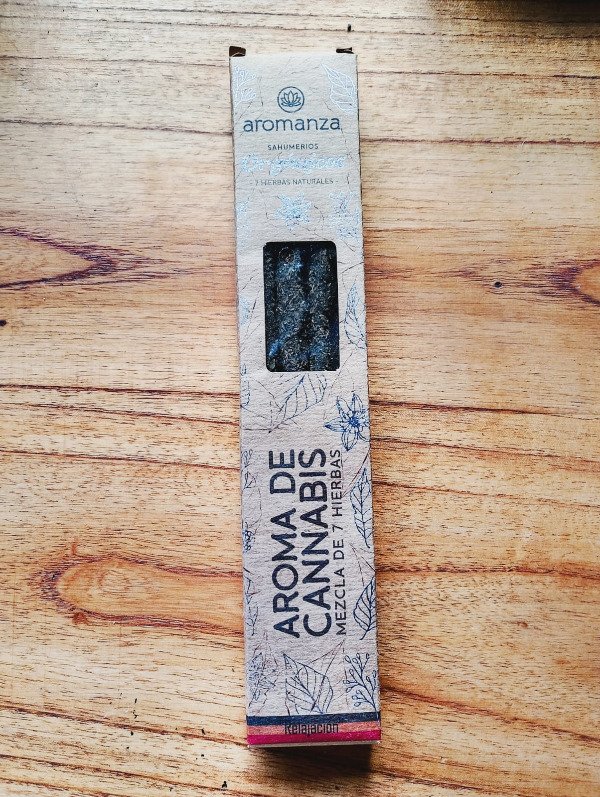 aromanza
SAHUMERIOS
- 7 HIERBAS NATURALES -
AROMA DE
CANNABIS
MEZCLA DE 7 HIERBAS
Relajación